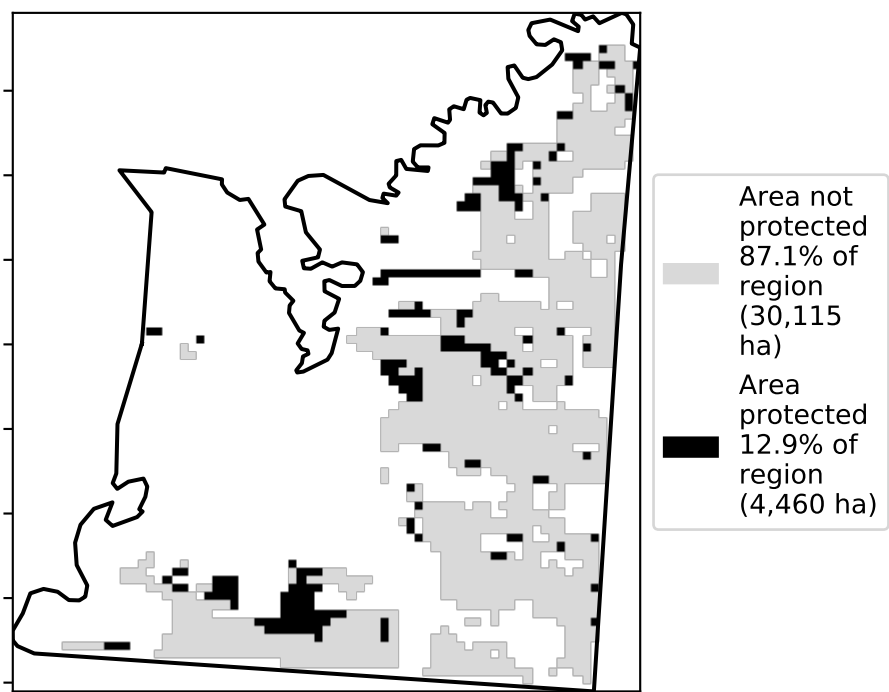 Area not
protected
87.1% of
region
(30,115
ha)
Area
protected
12.9% of
region
(4,460 ha)